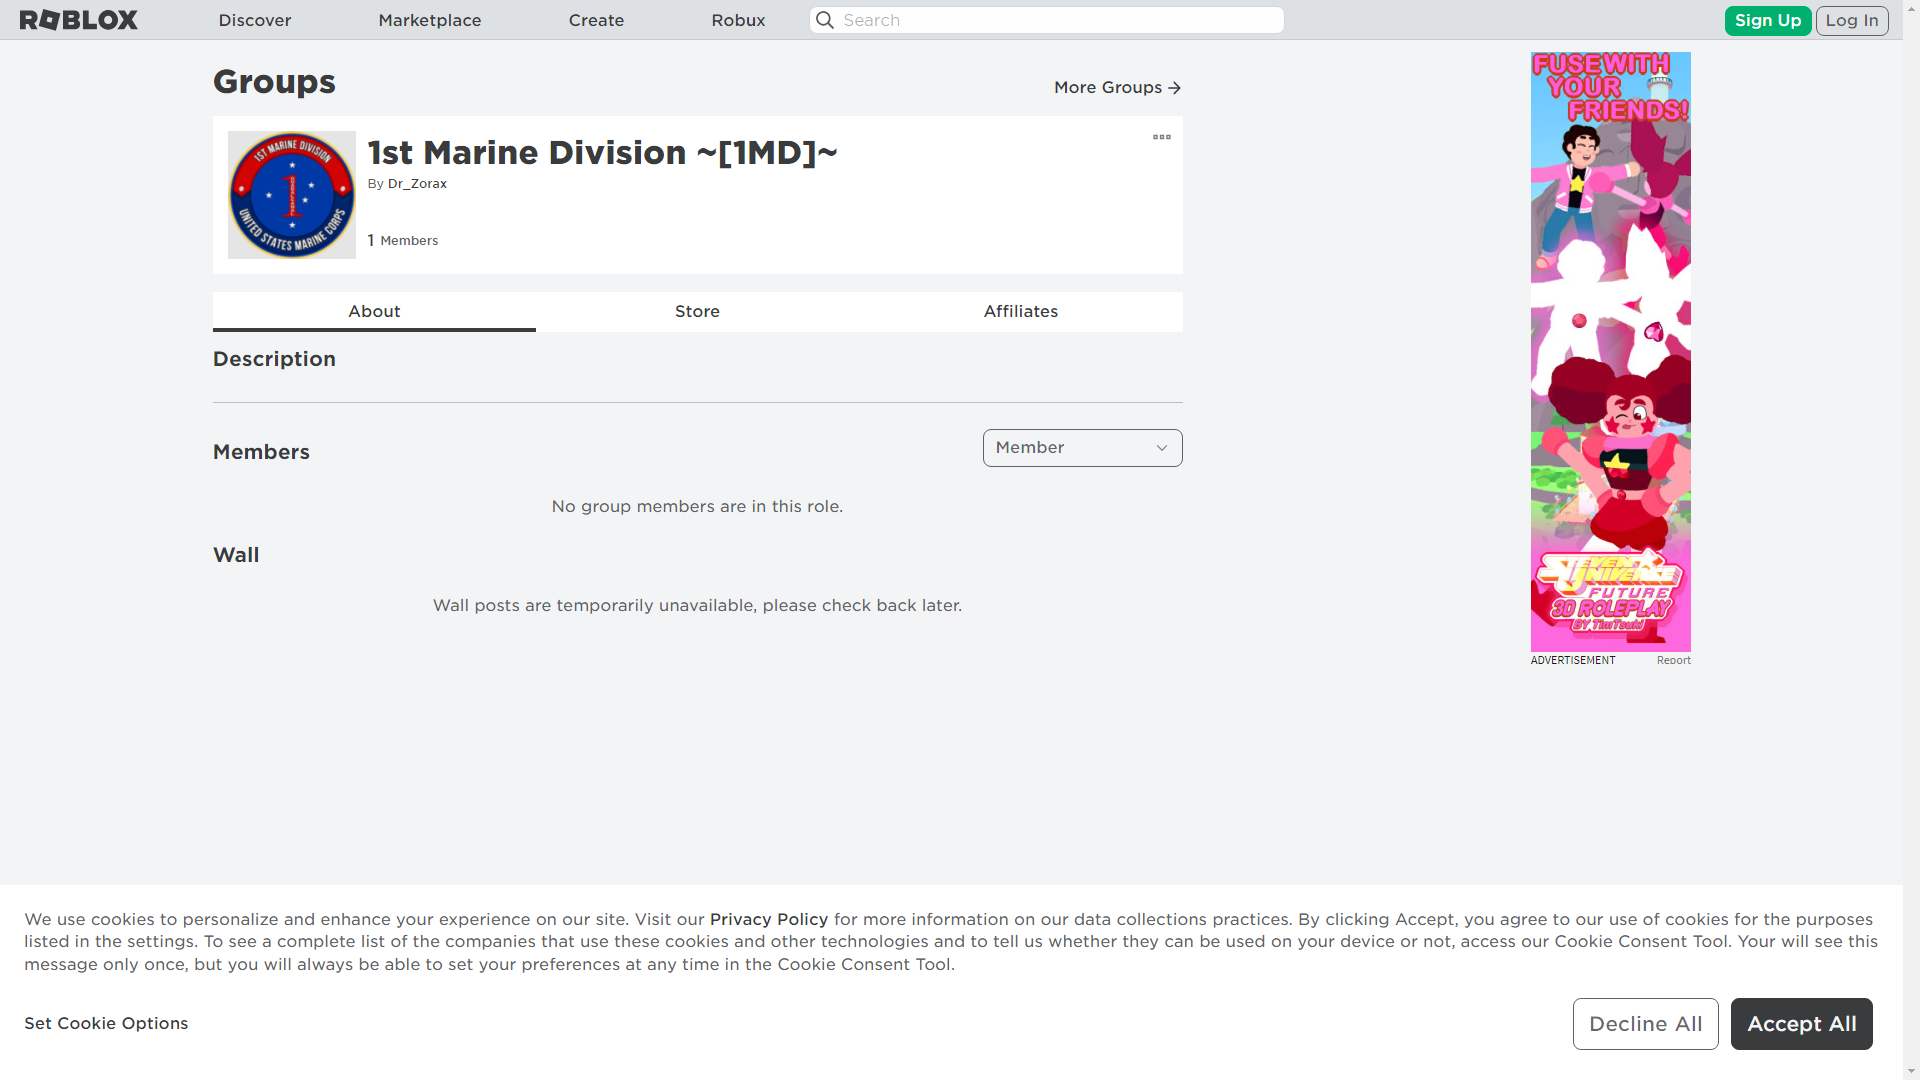 ROBLOX
Discover
Marketplace
Create
Robux
Search
Sign Up
Log In
Groups
More Groups →
1ST MARINE DIVISION
1
UNITED STATES MARINE CORPS
1st Marine Division ~[1MD]~
By Dr_Zorax
1 Members
About
Store
Affiliates
Description
Members
Member
No group members are in this role.
Wall
Wall posts are temporarily unavailable, please check back later.
FUSE WITH
YOUR
FRIENDS!
STEVEN
UNIVERSE
FUTURE
3D ROLEPLAY
BY TimTsuki
ADVERTISEMENT
Report
We use cookies to personalize and enhance your experience on our site. Visit our Privacy Policy for more information on our data collections practices. By clicking Accept, you agree to our use of cookies for the purposes
listed in the settings. To see a complete list of the companies that use these cookies and other technologies and to tell us whether they can be used on your device or not, access our Cookie Consent Tool. Your will see this
message only once, but you will always be able to set your preferences at any time in the Cookie Consent Tool.
Set Cookie Options
Decline All
Accept All